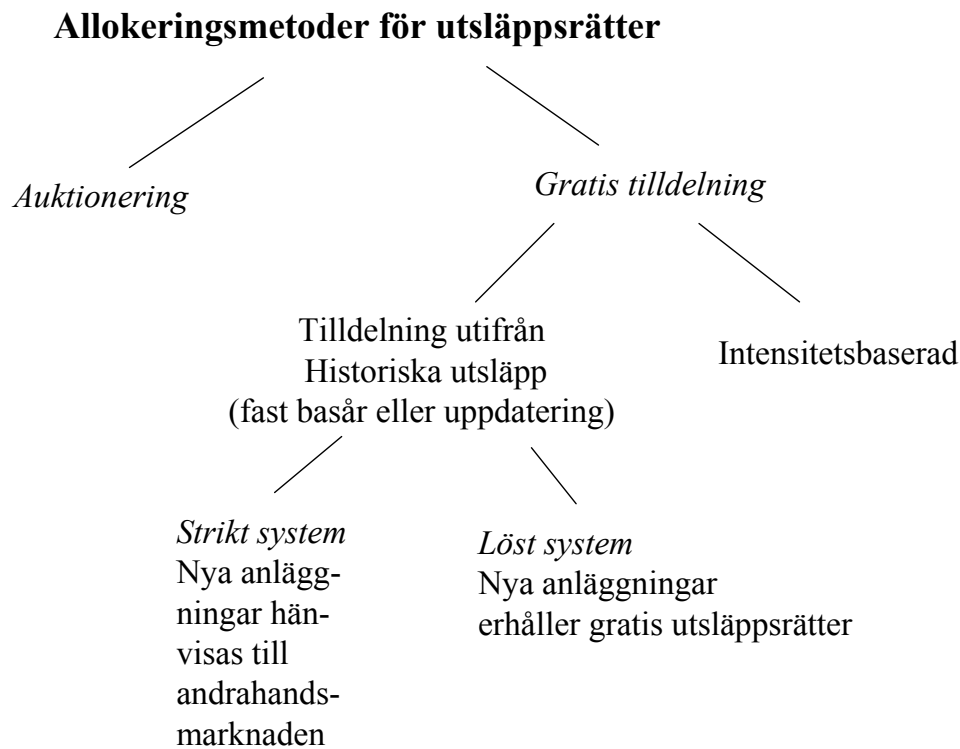 Allokeringsmetoder för utsläppsrätter
Auktionering
Gratis tilldelning
Tilldelning utifrån
Historiska utsläpp
(fast basår eller uppdatering)
Intensitetsbaserad
Strikt system
Nya anlägg-
ningar hän-
visas till
andrahands-
marknaden
Löst system
Nya anläggningar
erhåller gratis utsläppsrätter